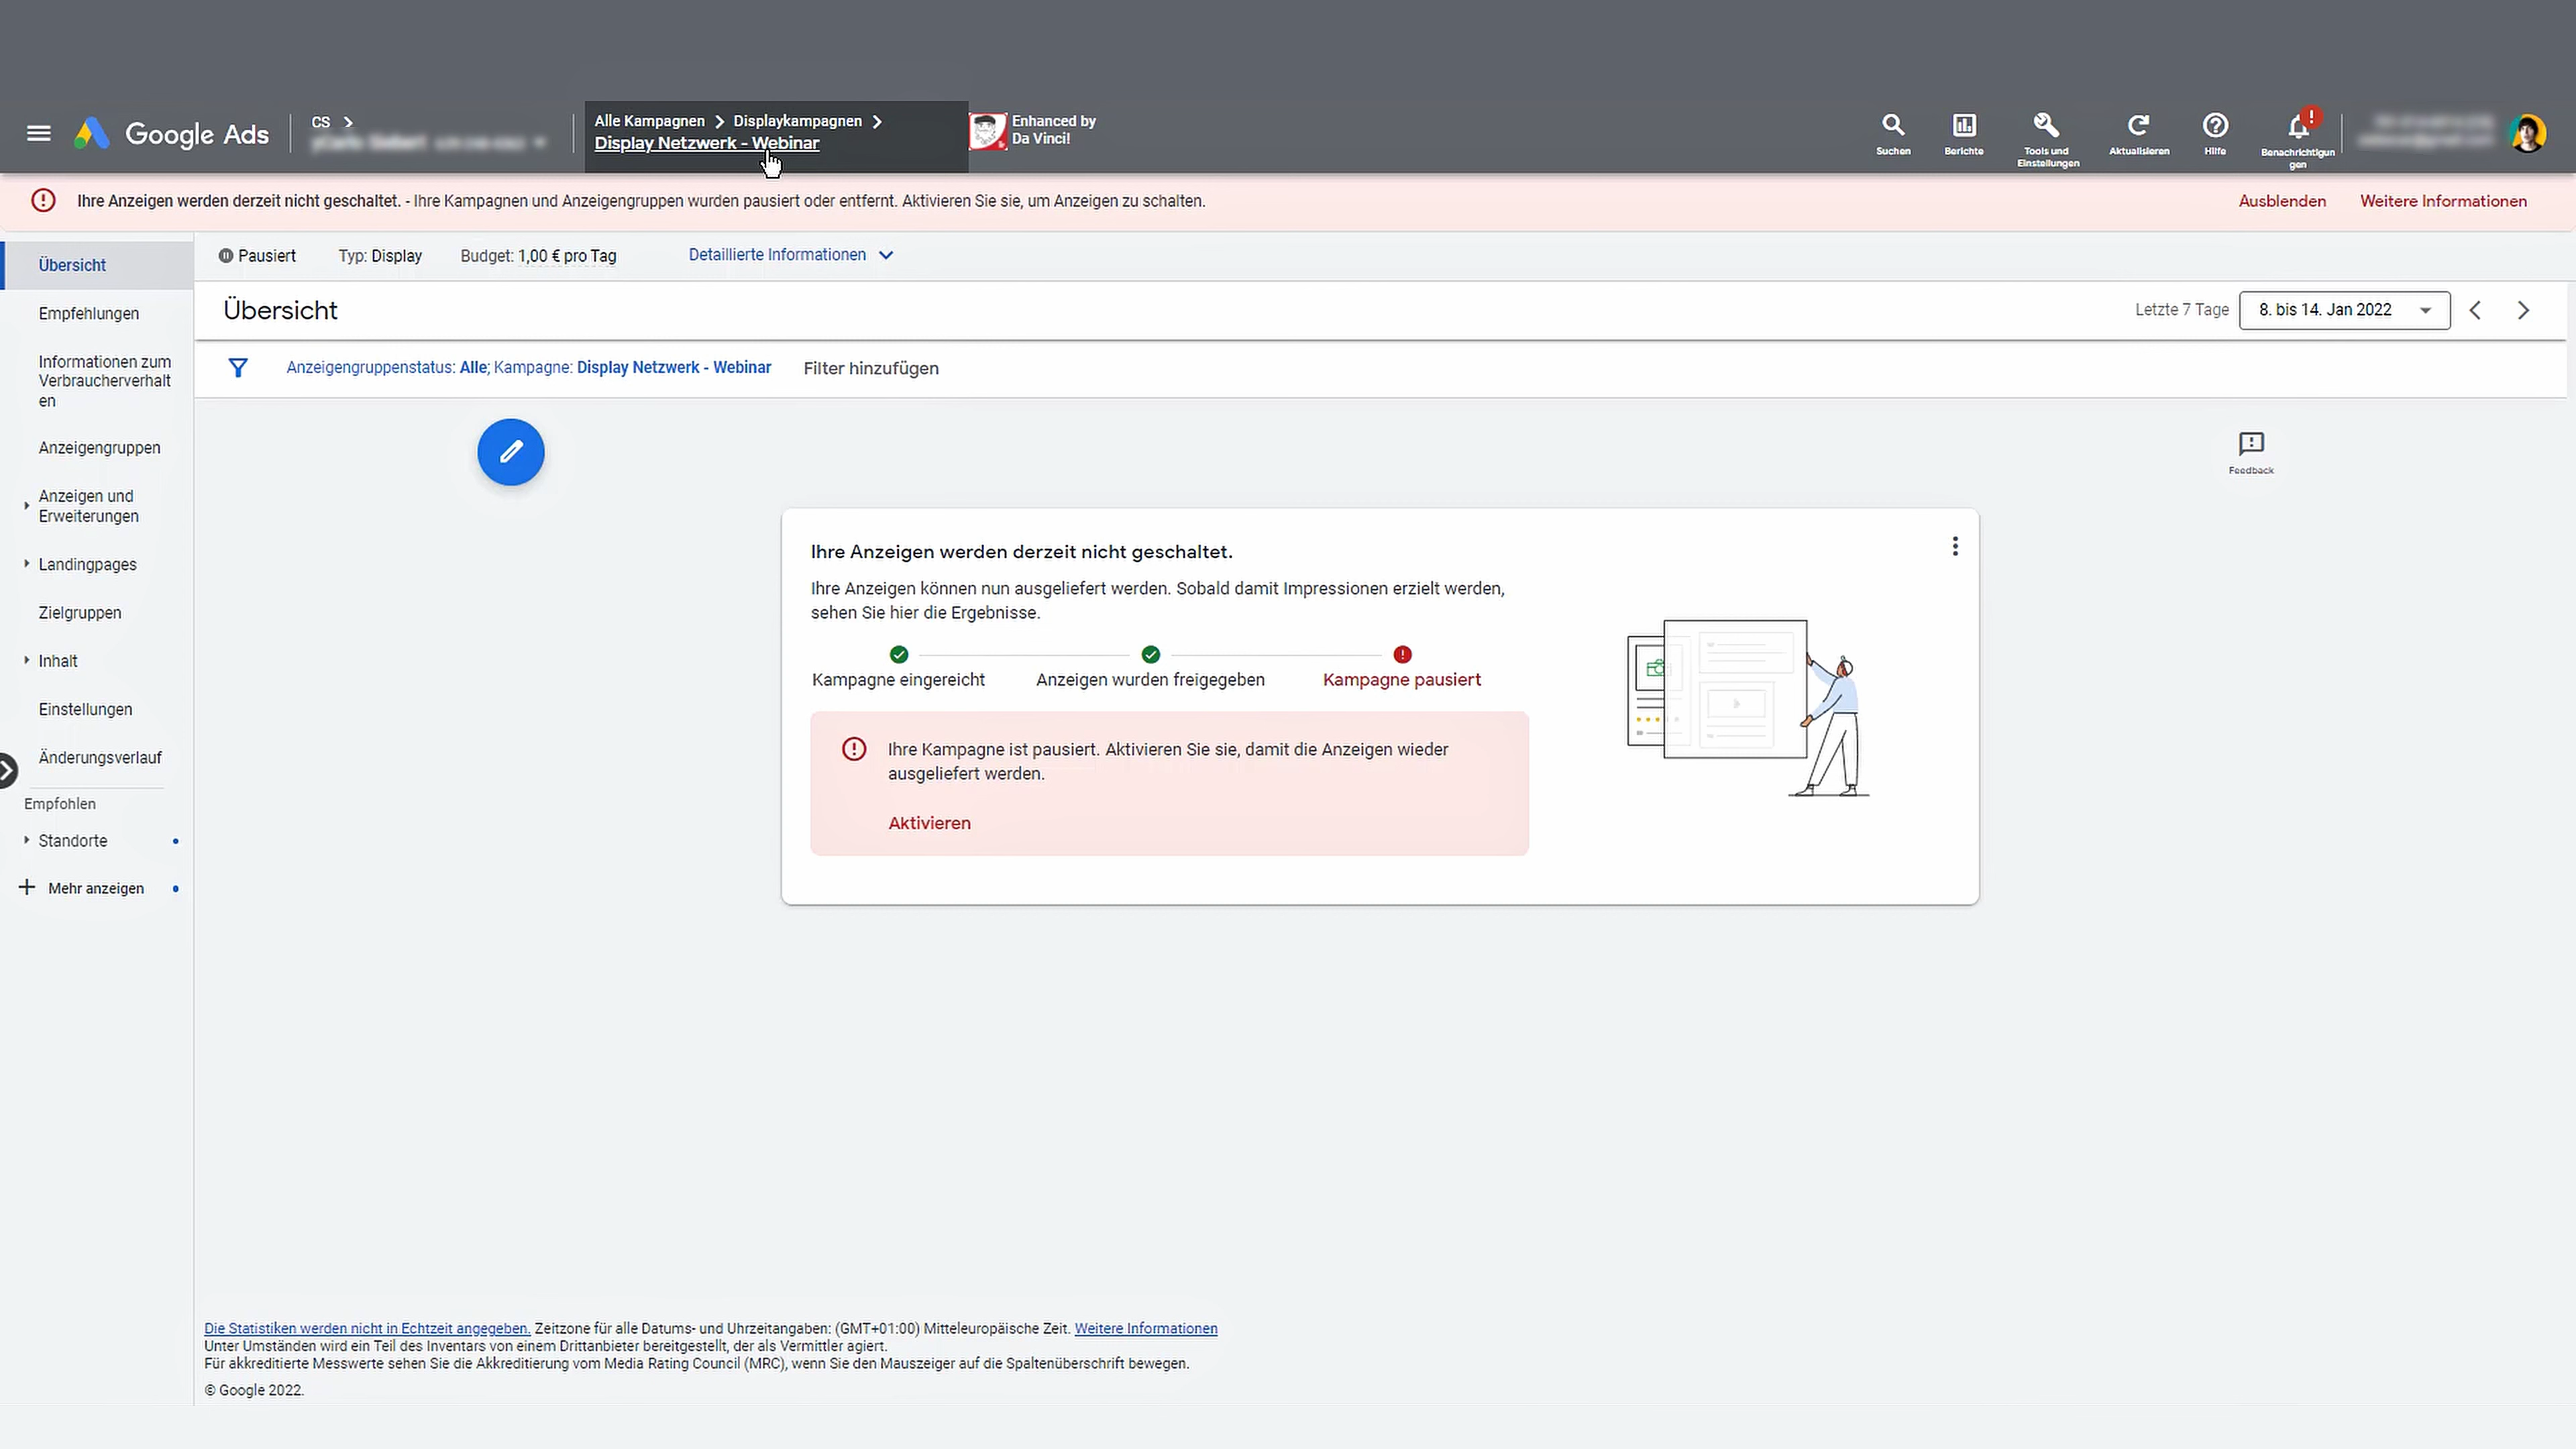 Google Ads
CS
Alle Kampagnen > Displaykampagnen >
Display Netzwerk - Webinar
Enhanced by
Da Vinci!
Suchen
Berichte
Tools und
Einstellungen
Aktualisieren
Hilfe
Benachrichtigun
gen
Ihre Anzeigen werden derzeit nicht geschaltet. - Ihre Kampagnen und Anzeigengruppen wurden pausiert oder entfernt. Aktivieren Sie sie, um Anzeigen zu schalten.
Ausblenden
Weitere Informationen
Übersicht
Empfehlungen
Informationen zum
Verbraucherverhalt
en
Anzeigengruppen
Anzeigen und
Erweiterungen
Landingpages
Zielgruppen
Inhalt
Einstellungen
Änderungsverlauf
Empfohlen
Standorte
Mehr anzeigen
Pausiert
Typ: Display
Budget: 1,00 € pro Tag
Detaillierte Informationen
Übersicht
Letzte 7 Tage
8. bis 14. Jan 2022
Anzeigengruppenstatus: Alle; Kampagne: Display Netzwerk - Webinar
Filter hinzufügen
Feedback
Ihre Anzeigen werden derzeit nicht geschaltet.
Ihre Anzeigen können nun ausgeliefert werden. Sobald damit Impressionen erzielt werden,
sehen Sie hier die Ergebnisse.
Kampagne eingereicht
Anzeigen wurden freigegeben
Kampagne pausiert
Ihre Kampagne ist pausiert. Aktivieren Sie sie, damit die Anzeigen wieder
ausgeliefert werden.
Aktivieren
Die Statistiken werden nicht in Echtzeit angegeben. Zeitzone für alle Datums- und Uhrzeitangaben: (GMT+01:00) Mitteleuropäische Zeit. Weitere Informationen
Unter Umständen wird ein Teil des Inventars von einem Drittanbieter bereitgestellt, der als Vermittler agiert.
Für akkreditierte Messwerte sehen Sie die Akkreditierung vom Media Rating Council (MRC), wenn Sie den Mauszeiger auf die Spaltenüberschrift bewegen.
© Google 2022.